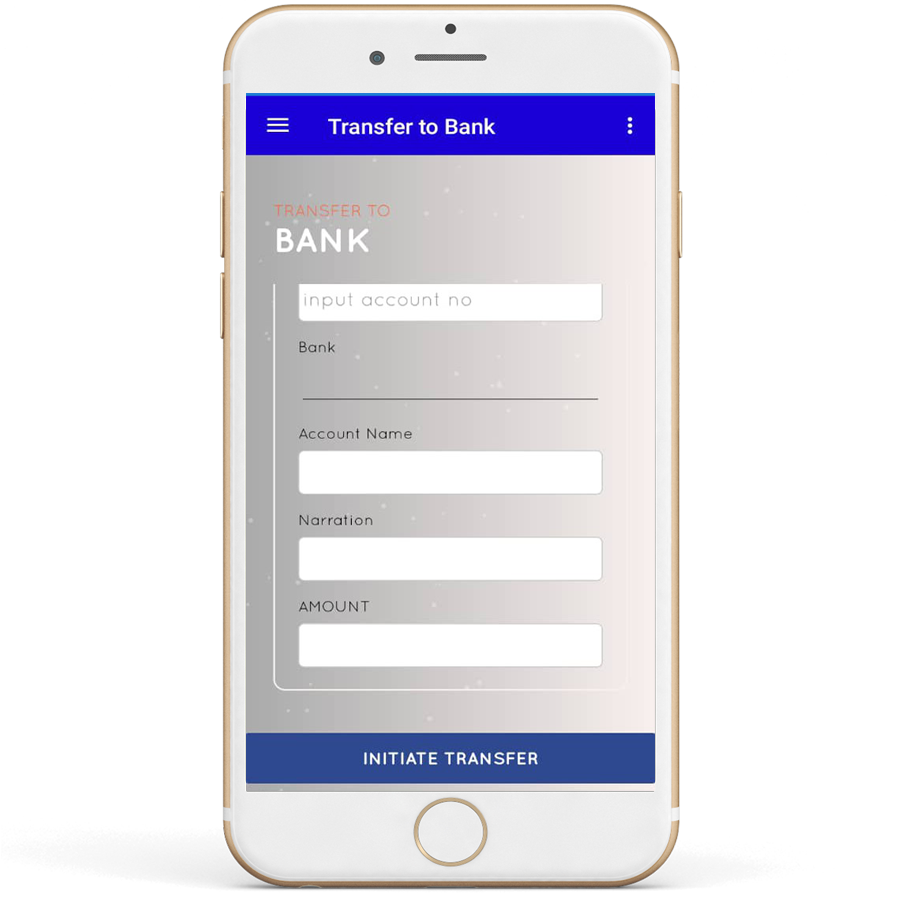 Transfer to Bank
TRANSFER TO
BANK
input account no
Bank
Account Name
Narration
AMOUNT
INITIATE TRANSFER